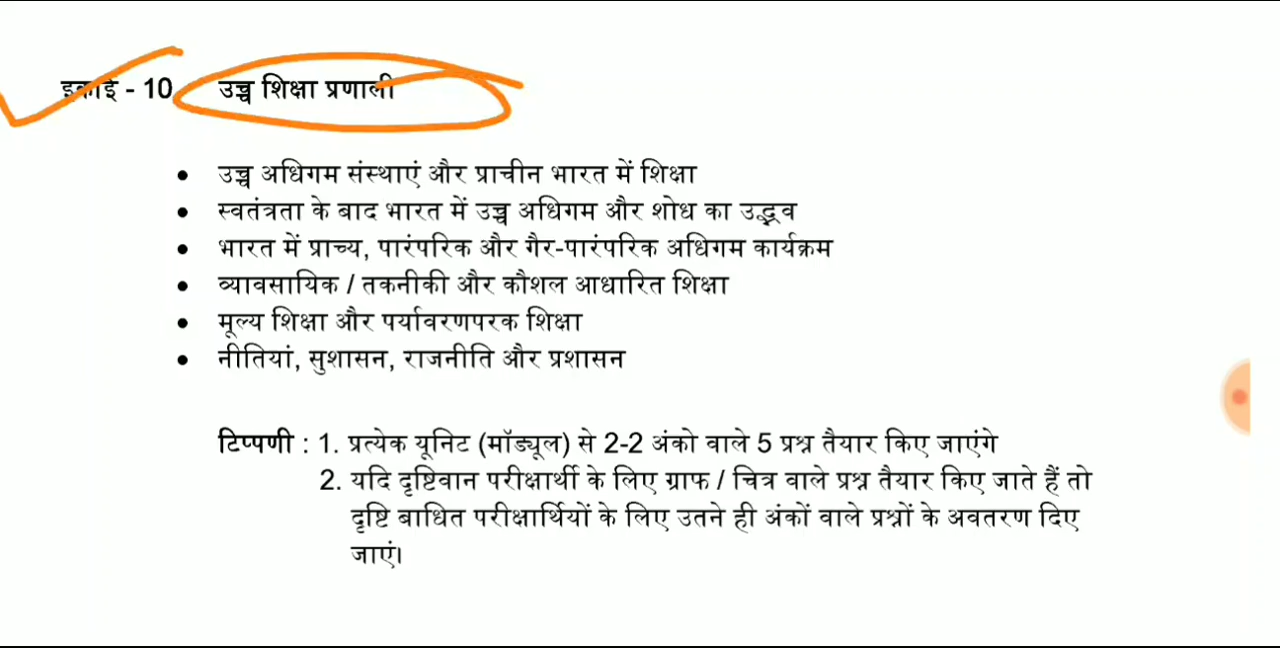 इकाई - 10 उच्च शिक्षा प्रणाली
• उच्च अधिगम संस्थाएं और प्राचीन भारत में शिक्षा
• स्वतंत्रता के बाद भारत में उच्च अधिगम और शोध का उद्भव
• भारत में प्राच्य, पारंपरिक और गैर-पारंपरिक अधिगम कार्यक्रम
• व्यावसायिक / तकनीकी और कौशल आधारित शिक्षा
• मूल्य शिक्षा और पर्यावरणपरक शिक्षा
• नीतियां, सुशासन, राजनीति और प्रशासन
टिप्पणी : 1. प्रत्येक यूनिट (मॉड्यूल) से 2-2 अंको वाले 5 प्रश्न तैयार किए जाएंगे
2. यदि दृष्टिवान परीक्षार्थी के लिए ग्राफ / चित्र वाले प्रश्न तैयार किए जाते हैं तो
दृष्टि बाधित परीक्षार्थियों के लिए उतने ही अंकों वाले प्रश्नों के अवतरण दिए
जाएं।